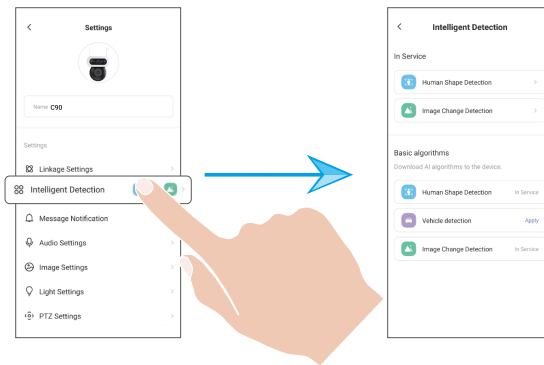 Settings
Name C90
Settings
Linkage Settings
Intelligent Detection
Message Notification
Audio Settings
Image Settings
Light Settings
PTZ Settings
Intelligent Detection
In Service
Human Shape Detection
Image Change Detection
Basic algorithms
Download AI algorithms to the device.
Human Shape Detection In Service
Vehicle detection Apply
Image Change Detection In Service